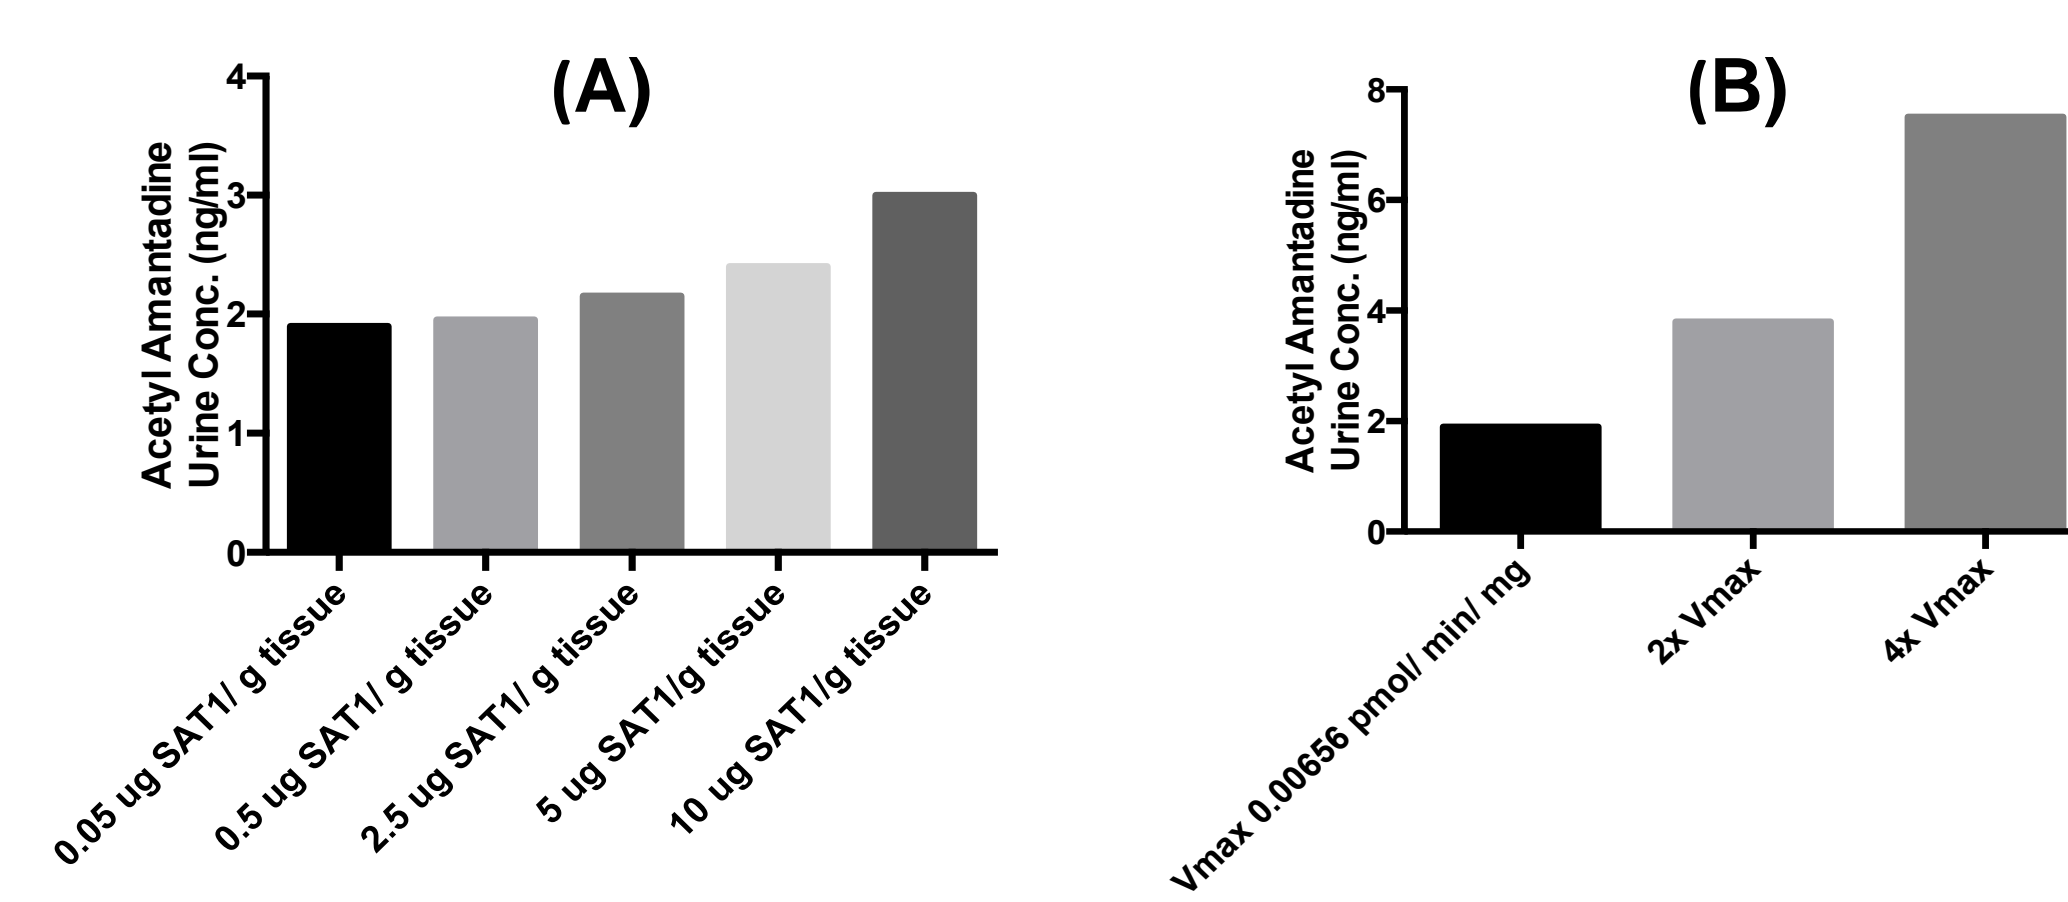 (A)
Acetyl Amantadine
Urine Conc. (ng/ml)
4
3
2
1
0
0.05 ug SAT1/ g tissue
0.5 ug SAT1/ g tissue
2.5 ug SAT1/ g tissue
5 ug SAT1/g tissue
10 ug SAT1/g tissue
(B)
Acetyl Amantadine
Urine Conc. (ng/ml)
8
6
4
2
0
Vmax 0.00656 pmol/ min/ mg
2x Vmax
4x Vmax